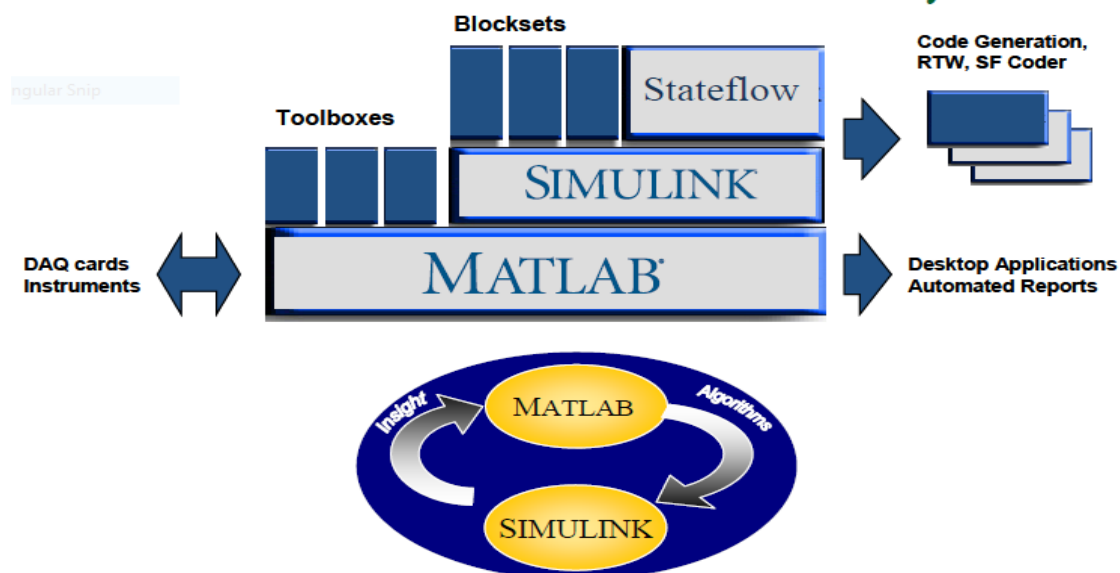 Blocksets
Code Generation,
RTW, SF Coder
ngular Snip
Stateflow
Toolboxes
SIMULINK
DAQ cards
Instruments
MATLAB
Desktop Applications
Automated Reports
Insight
MATLAB
Algorithms
SIMULINK